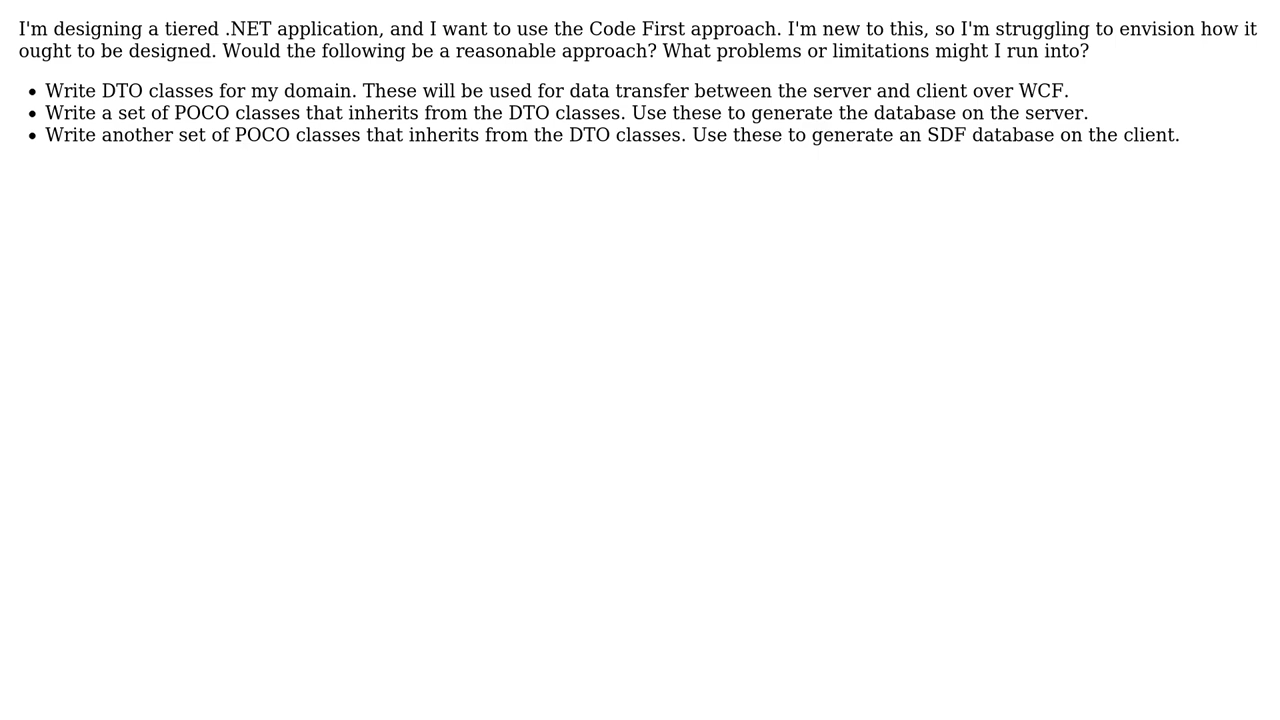 I'm designing a tiered .NET application, and I want to use the Code First approach. I'm new to this, so I'm struggling to envision how it
ought to be designed. Would the following be a reasonable approach? What problems or limitations might I run into?
• Write DTO classes for my domain. These will be used for data transfer between the server and client over WCF.
• Write a set of POCO classes that inherits from the DTO classes. Use these to generate the database on the server.
• Write another set of POCO classes that inherits from the DTO classes. Use these to generate an SDF database on the client.